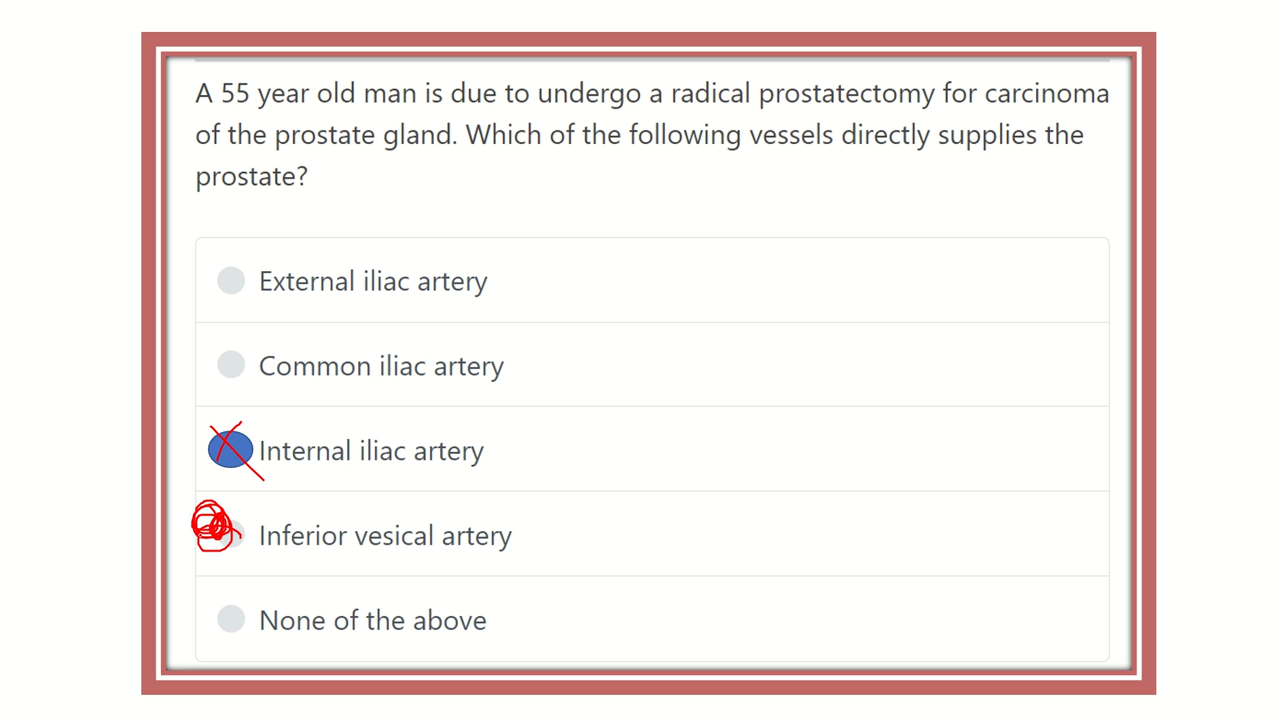 A 55 year old man is due to undergo a radical prostatectomy for carcinoma
of the prostate gland. Which of the following vessels directly supplies the
prostate?
External iliac artery
Common iliac artery
Internal iliac artery
Inferior vesical artery
None of the above